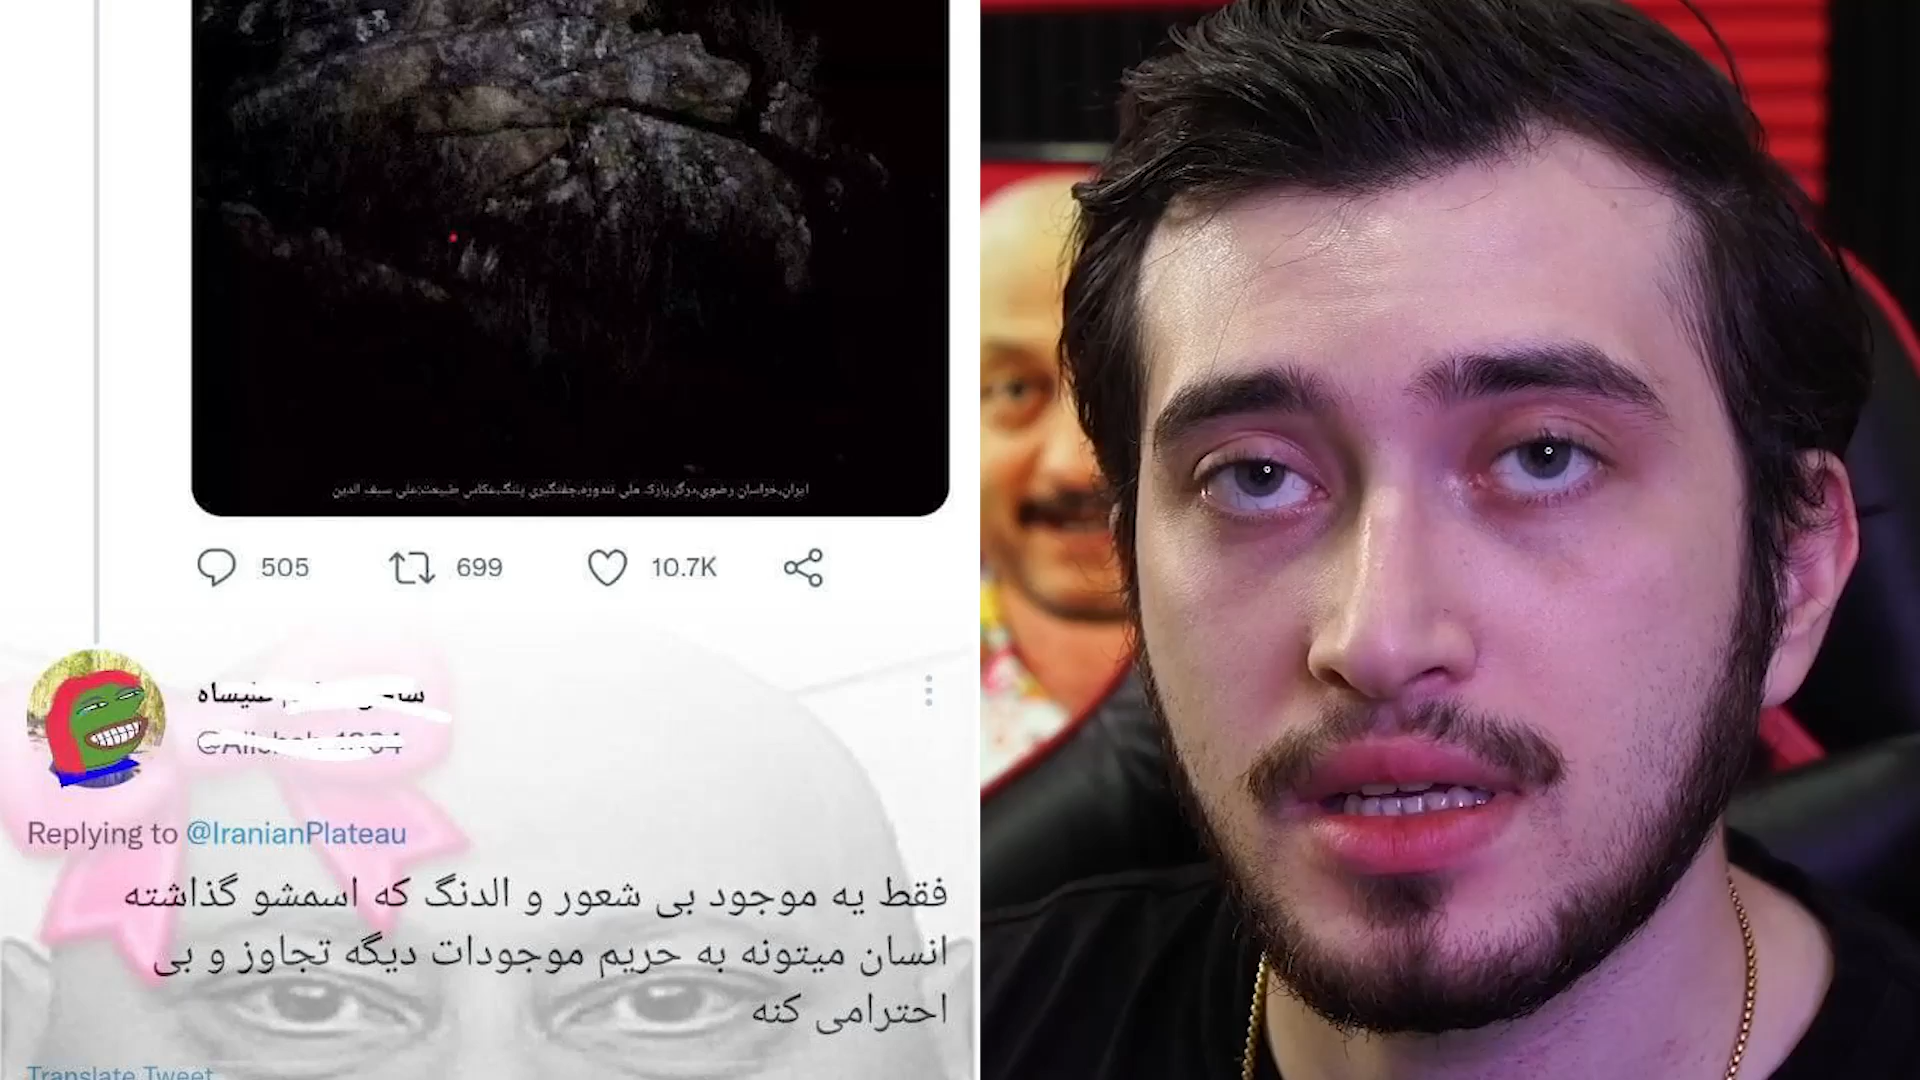 ایران،خراسان رضوی،درگز،پارک ملی تندوره،جفتگیری پلنگ،عکاس طبیعت:علی سیف الدین
505 699 10.7K
Replying to @IranianPlateau
فقط یه موجود بی شعور و الدنگ که اسمشو گذاشته
انسان میتونه به حریم موجودات دیگه تجاوز و بی
احترامی کنه
Translate Tweet